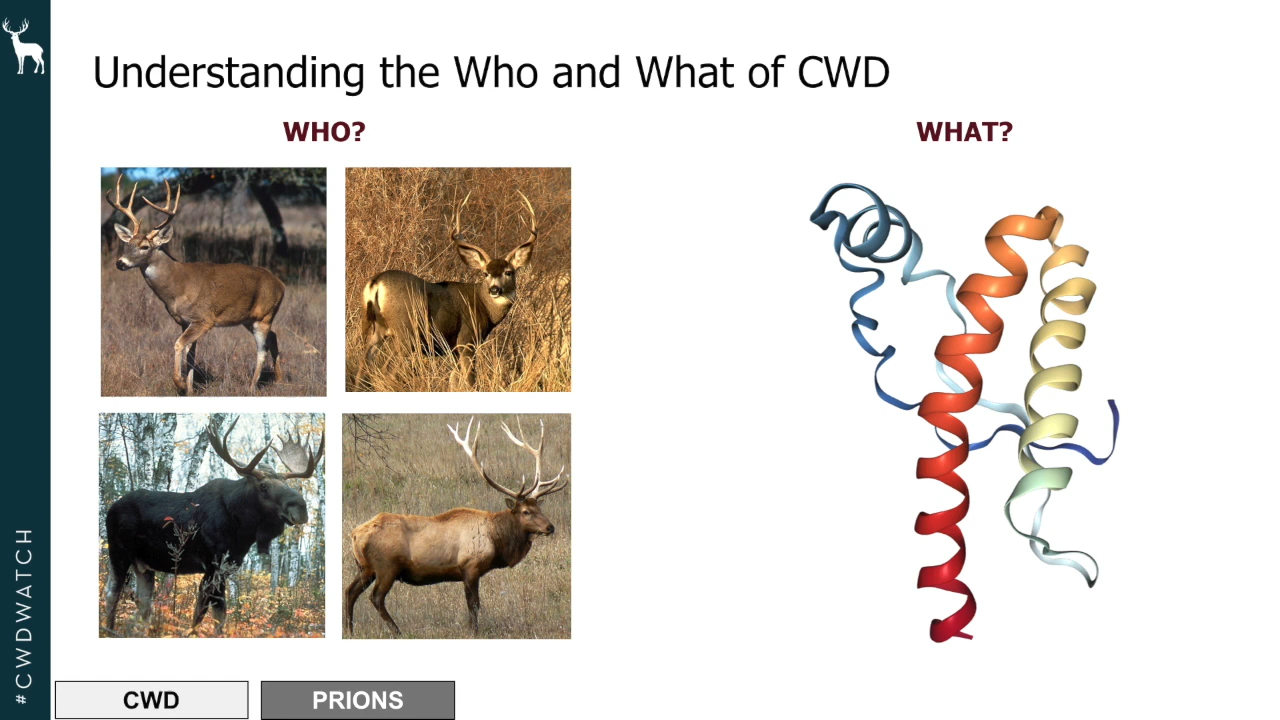 Understanding the Who and What of CWD
WHO?
WHAT?
#CWDWATCH
CWD
PRIONS